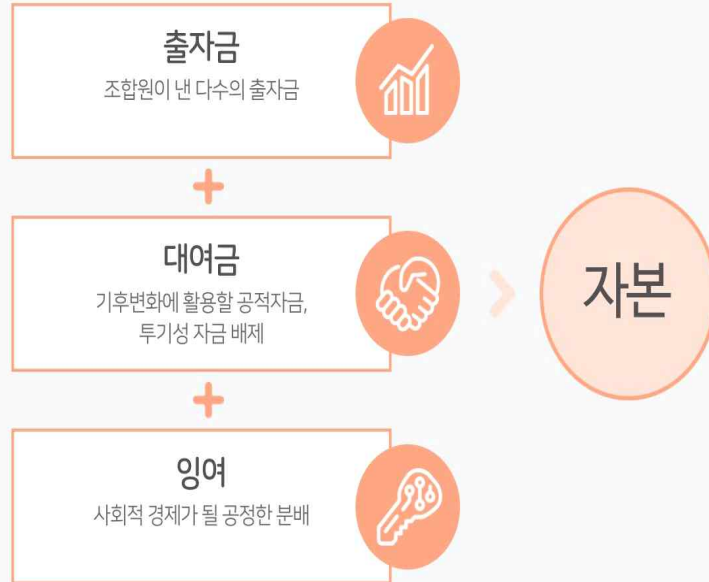 출자금
조합원이 낸 다수의 출자금
+
대여금
기후변화에 활용할 공적자금,
투기성 자금 배제
+
잉여
사회적 경제가 될 공정한 분배
자본